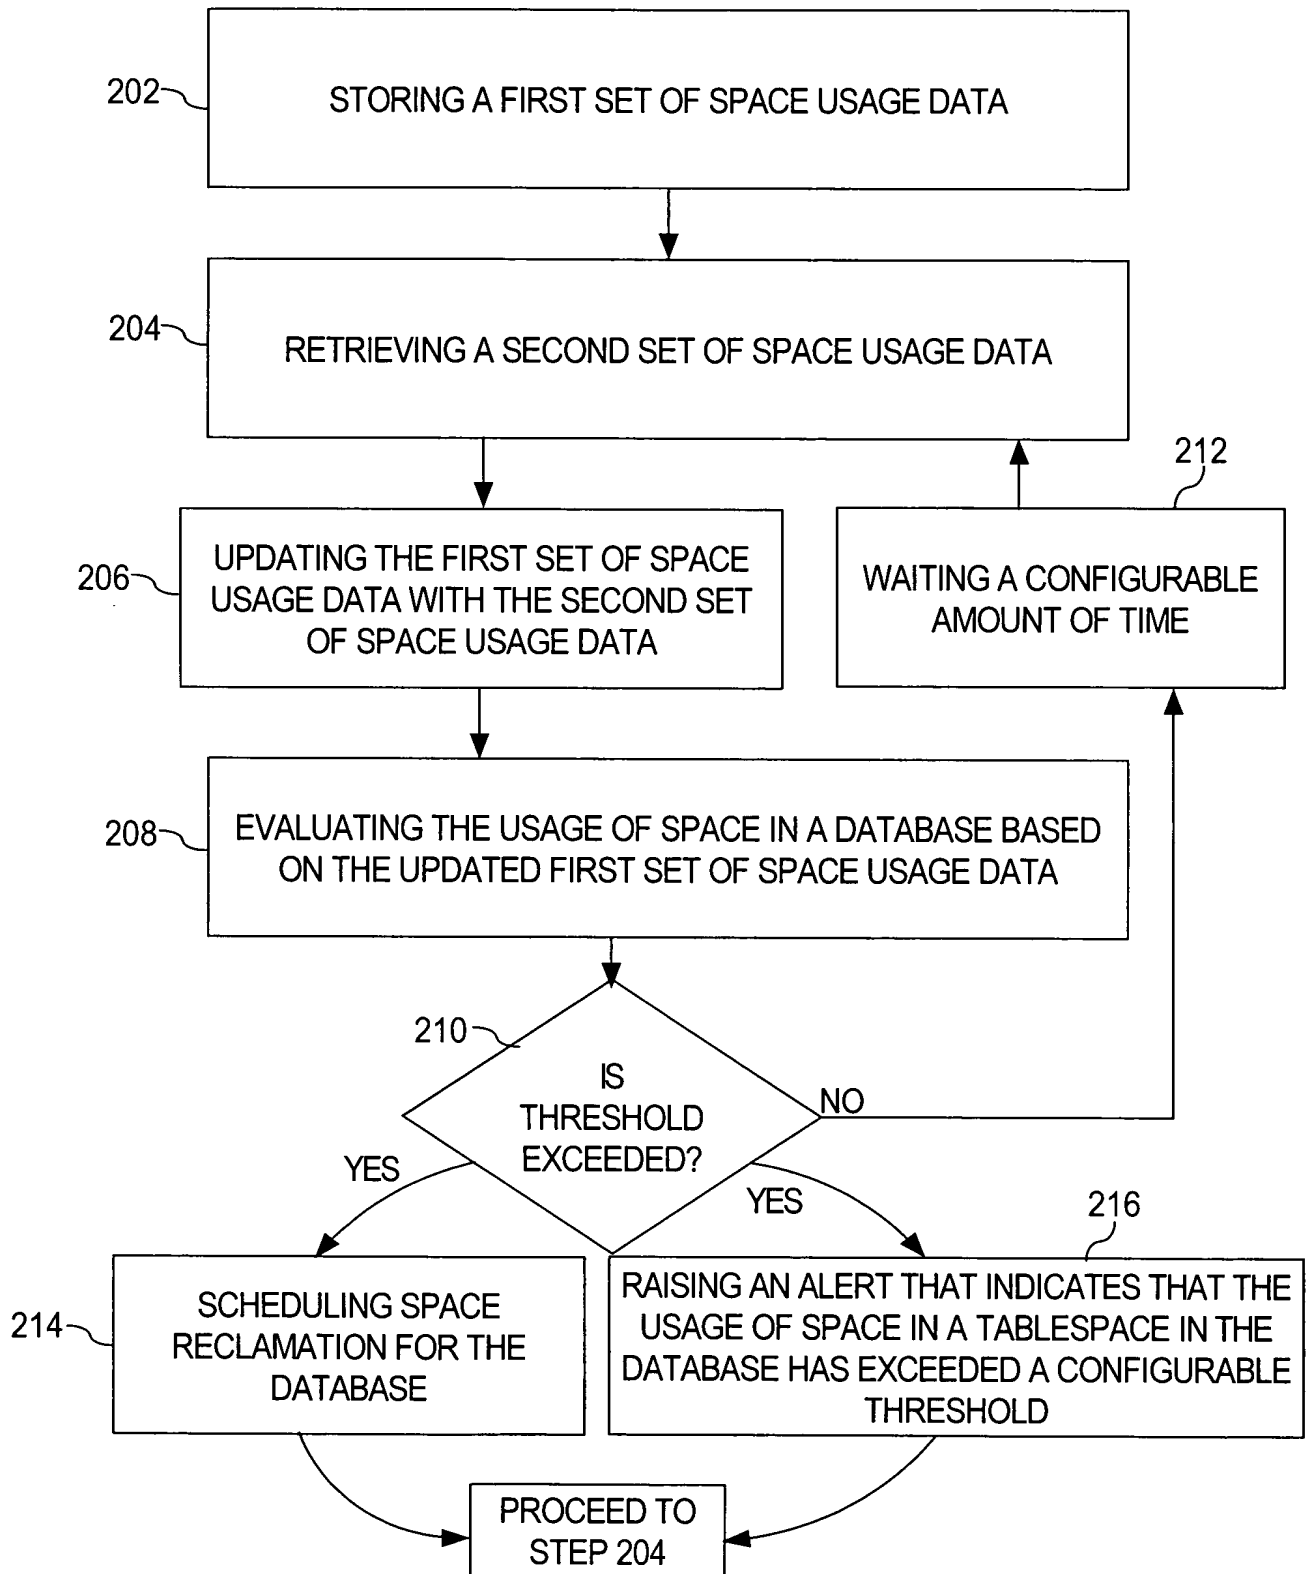 202
STORING A FIRST SET OF SPACE USAGE DATA
204
RETRIEVING A SECOND SET OF SPACE USAGE DATA
212
206
UPDATING THE FIRST SET OF SPACE
USAGE DATA WITH THE SECOND SET
OF SPACE USAGE DATA
WAITING A CONFIGURABLE
AMOUNT OF TIME
208
EVALUATING THE USAGE OF SPACE IN A DATABASE BASED
ON THE UPDATED FIRST SET OF SPACE USAGE DATA
210
IS
THRESHOLD
EXCEEDED?
NO
YES
YES
216
214
SCHEDULING SPACE
RECLAMATION FOR THE
DATABASE
RAISING AN ALERT THAT INDICATES THAT THE
USAGE OF SPACE IN A TABLESPACE IN THE
DATABASE HAS EXCEEDED A CONFIGURABLE
THRESHOLD
PROCEED TO
STEP 204